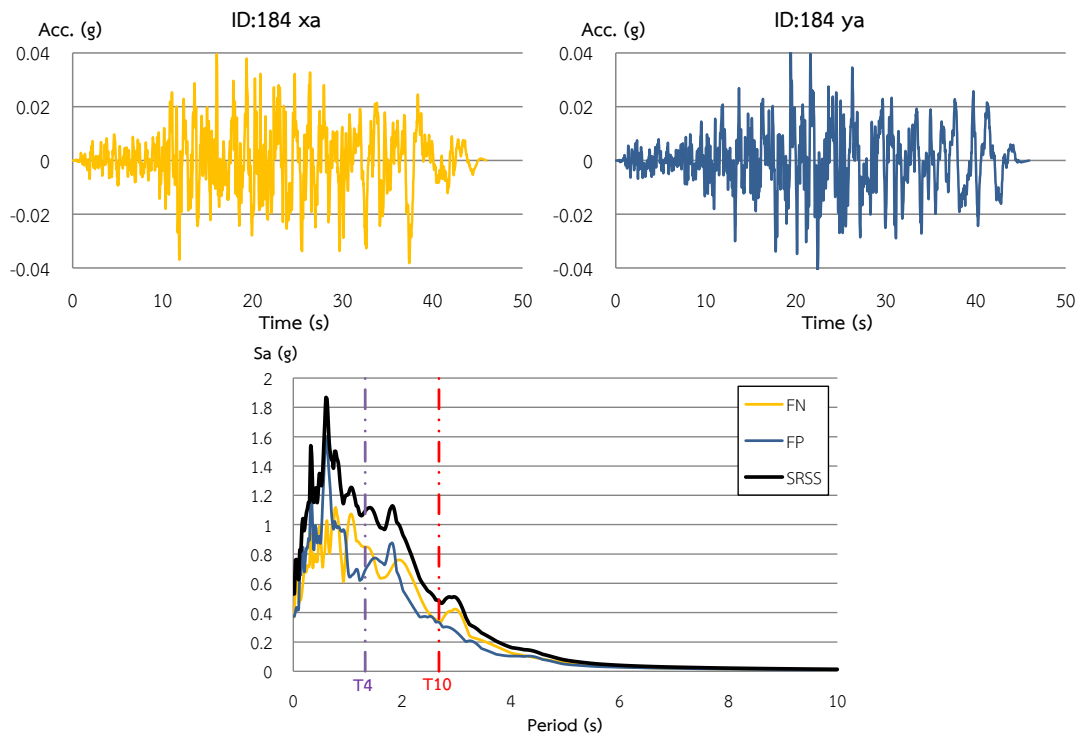 ID:184 xa
Acc. (g)
0.04
0.02
0
-0.02
-0.04
0 10 20 30 40 50
Time (s)
ID:184 ya
Acc. (g)
0.04
0.02
0
-0.02
-0.04
0 10 20 30 40 50
Time (s)
Sa (g)
2
1.8
1.6
1.4
1.2
1
0.8
0.6
0.4
0.2
0
FN
FP
SRSS
T4 T10
0 2 4 6 8 10
Period (s)